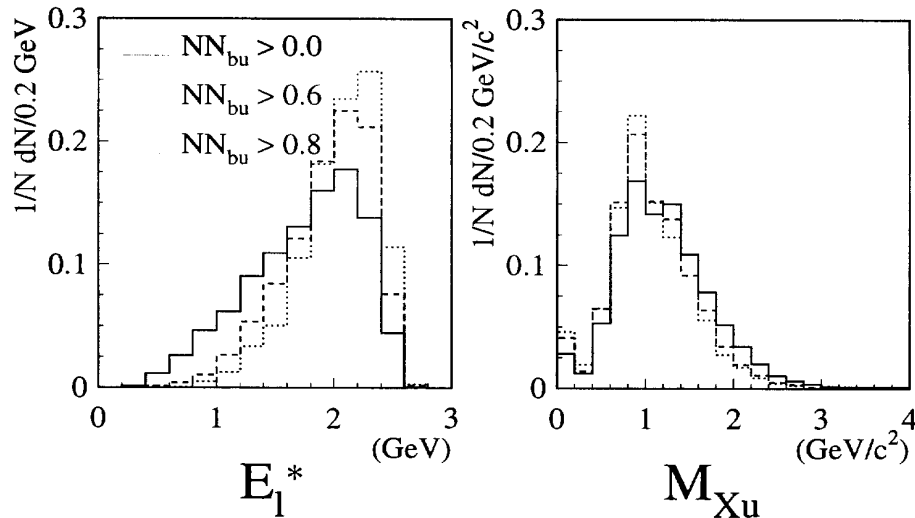 1/N dN/0.2 GeV
0.3
0.2
0.1
0
NN_bu > 0.0
NN_bu > 0.6
NN_bu > 0.8
0 1 2 3
(GeV)
E_l^*
1/N dN/0.2 GeV/c^2
0.3
0.2
0.1
0
0 1 2 3 4
(GeV/c^2)
M_Xu